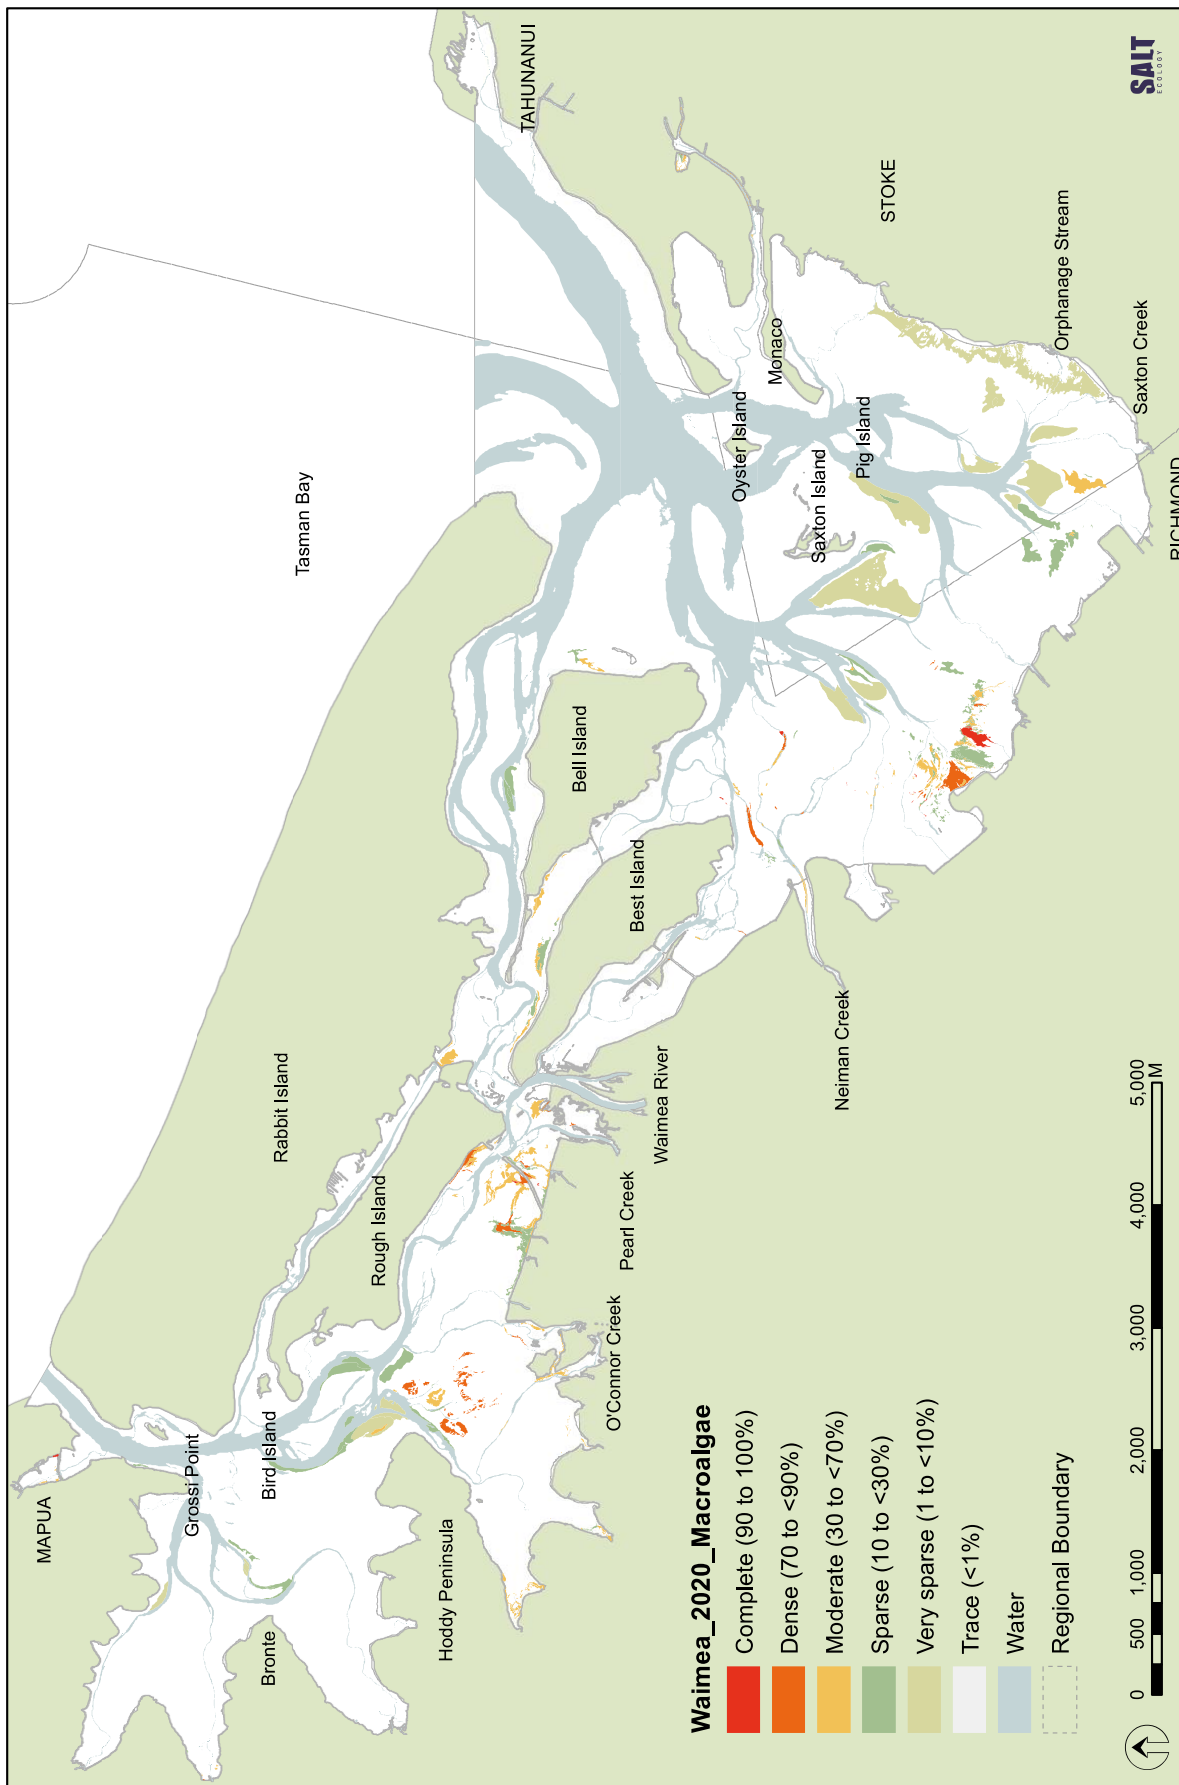 SALT
ECOLOGY
TAHUNANUI
STOKE
Orphanage Stream
Saxton Creek
RICHMOND
Monaco
Oyster Island
Pig Island
Saxton Island
Tasman Bay
Bell Island
Best Island
Neiman Creek
Waimea River
Rabbit Island
Rough Island
Pearl Creek
O'Connor Creek
Bird Island
Grossi Point
MAPUA
Hoddy Peninsula
Bronte
Waimea_2020_Macroalgae
Complete (90 to 100%)
Dense (70 to <90%)
Moderate (30 to <70%)
Sparse (10 to <30%)
Very sparse (1 to <10%)
Trace (<1%)
Water
Regional Boundary
0 500 1,000 2,000 3,000 4,000 5,000
M